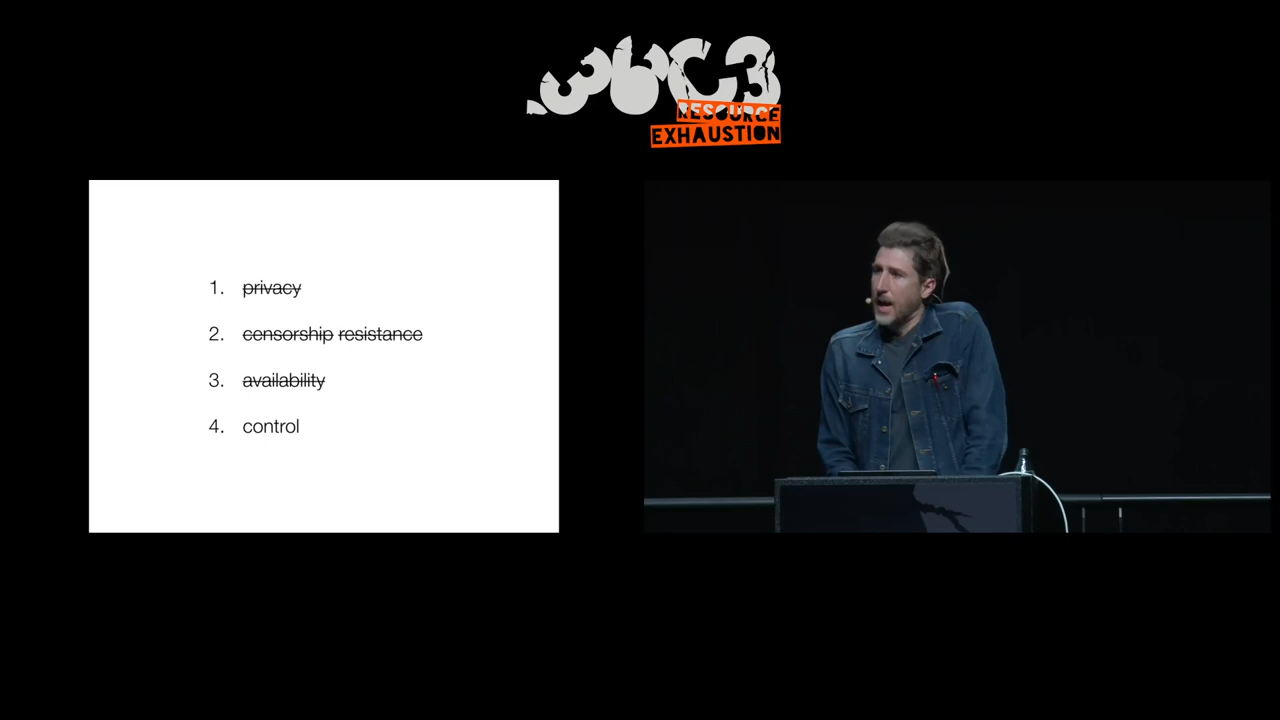 36C3
RESOURCE
EXHAUSTION
1. privacy
2. censorship resistance
3. availability
4. control